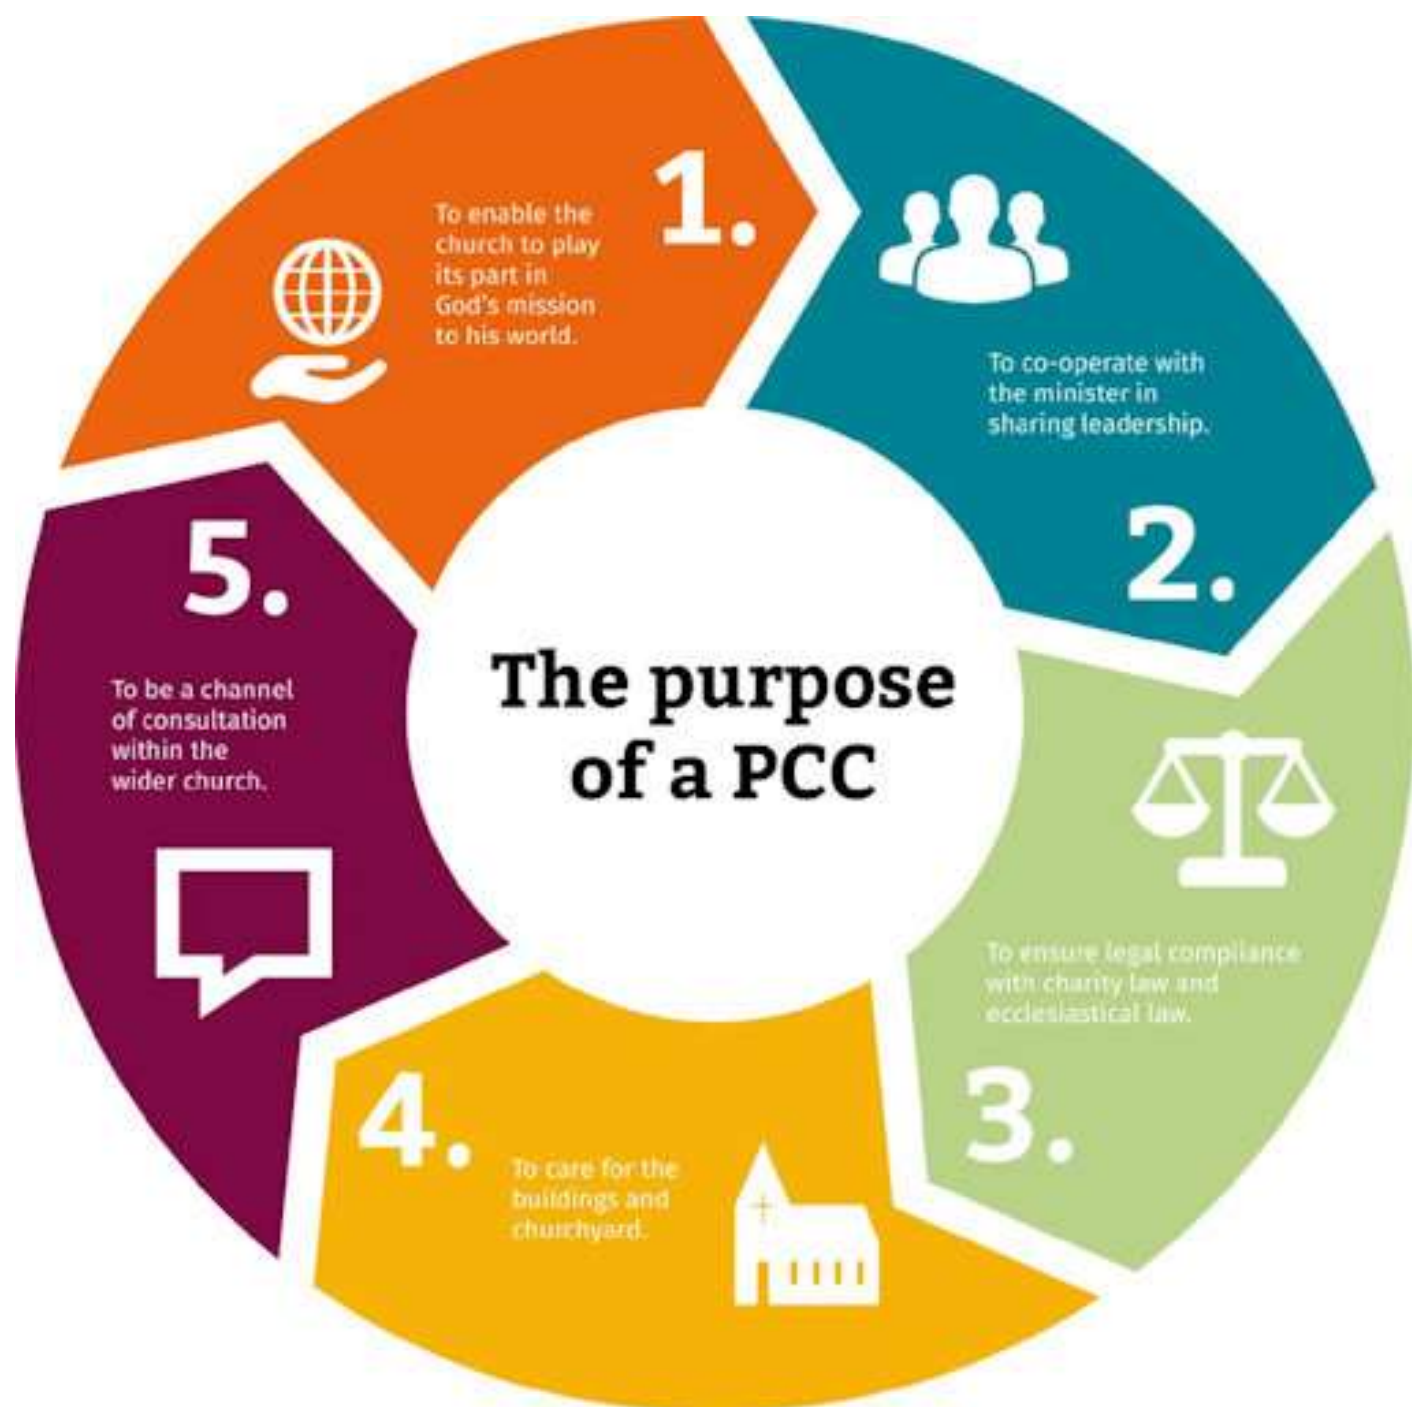 The purpose
of a PCC
1.
To enable the
church to play
its part in
God's mission
to his world.
2.
To co-operate with
the minister in
sharing leadership.
3.
To ensure legal compliance
with charity law and
ecclesiastical law.
4.
To care for the
buildings and
churchyard.
5.
To be a channel
of consultation
within the
wider church.